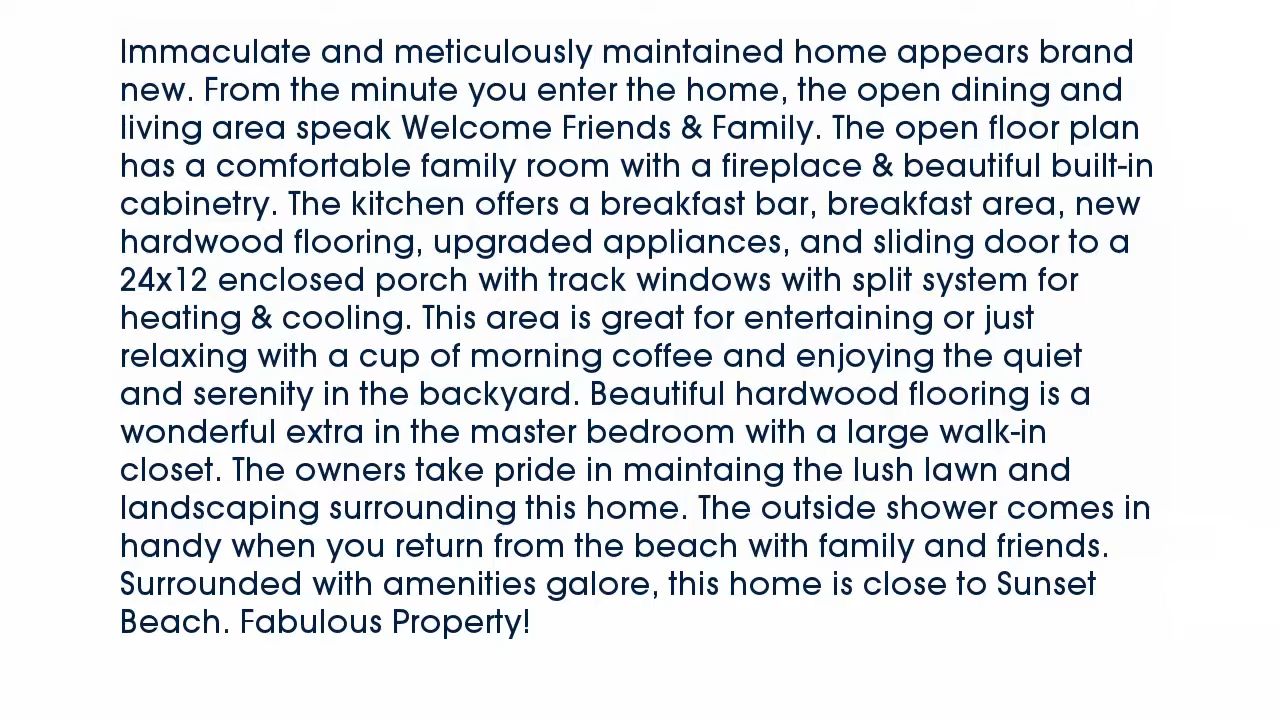 Immaculate and meticulously maintained home appears brand
new. From the minute you enter the home, the open dining and
living area speak Welcome Friends & Family. The open floor plan
has a comfortable family room with a fireplace & beautiful built-in
cabinetry. The kitchen offers a breakfast bar, breakfast area, new
hardwood flooring, upgraded appliances, and sliding door to a
24x12 enclosed porch with track windows with split system for
heating & cooling. This area is great for entertaining or just
relaxing with a cup of morning coffee and enjoying the quiet
and serenity in the backyard. Beautiful hardwood flooring is a
wonderful extra in the master bedroom with a large walk-in
closet. The owners take pride in maintaing the lush lawn and
landscaping surrounding this home. The outside shower comes in
handy when you return from the beach with family and friends.
Surrounded with amenities galore, this home is close to Sunset
Beach. Fabulous Property!